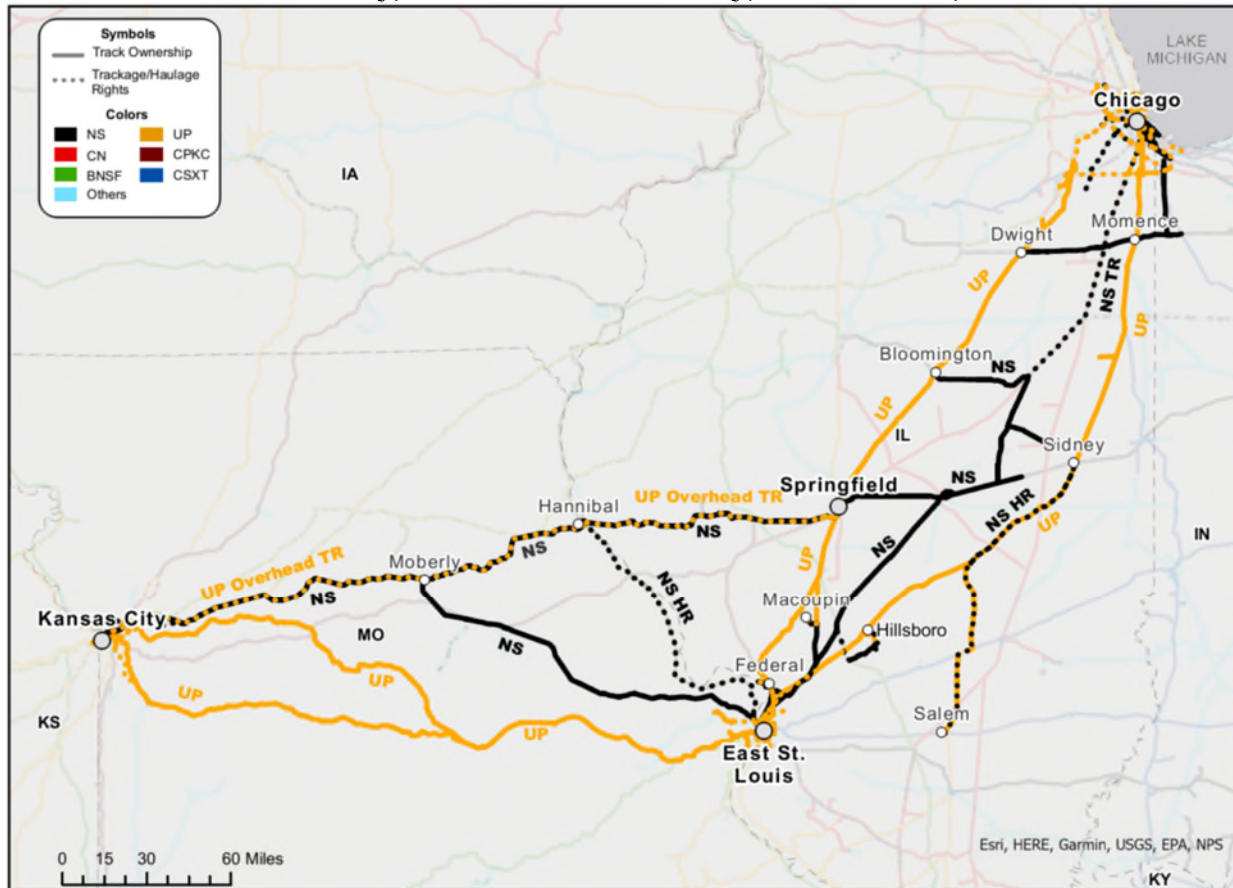 Symbols
Track Ownership
Trackage/Haulage
Rights
Colors
NS
UP
CN
CPKC
BNSF
CSXT
Others
LAKE
MICHIGAN
Chicago
IA
Dwight
Momence
UP
NS TR
UP
Bloomington
NS
UP
IL
Sidney
Springfield
NS
UP Overhead TR
Hannibal
NS
NS HR
UP
IN
UP Overhead TR
Moberly
NS
NS
NS
UP
Macoupin
Hillsboro
Kansas City
MO
NS
NS HR
Federal
UP
UP
KS
UP
Salem
East St.
Louis
0 15 30 60 Miles
Esri, HERE, Garmin, USGS, EPA, NPS
KY